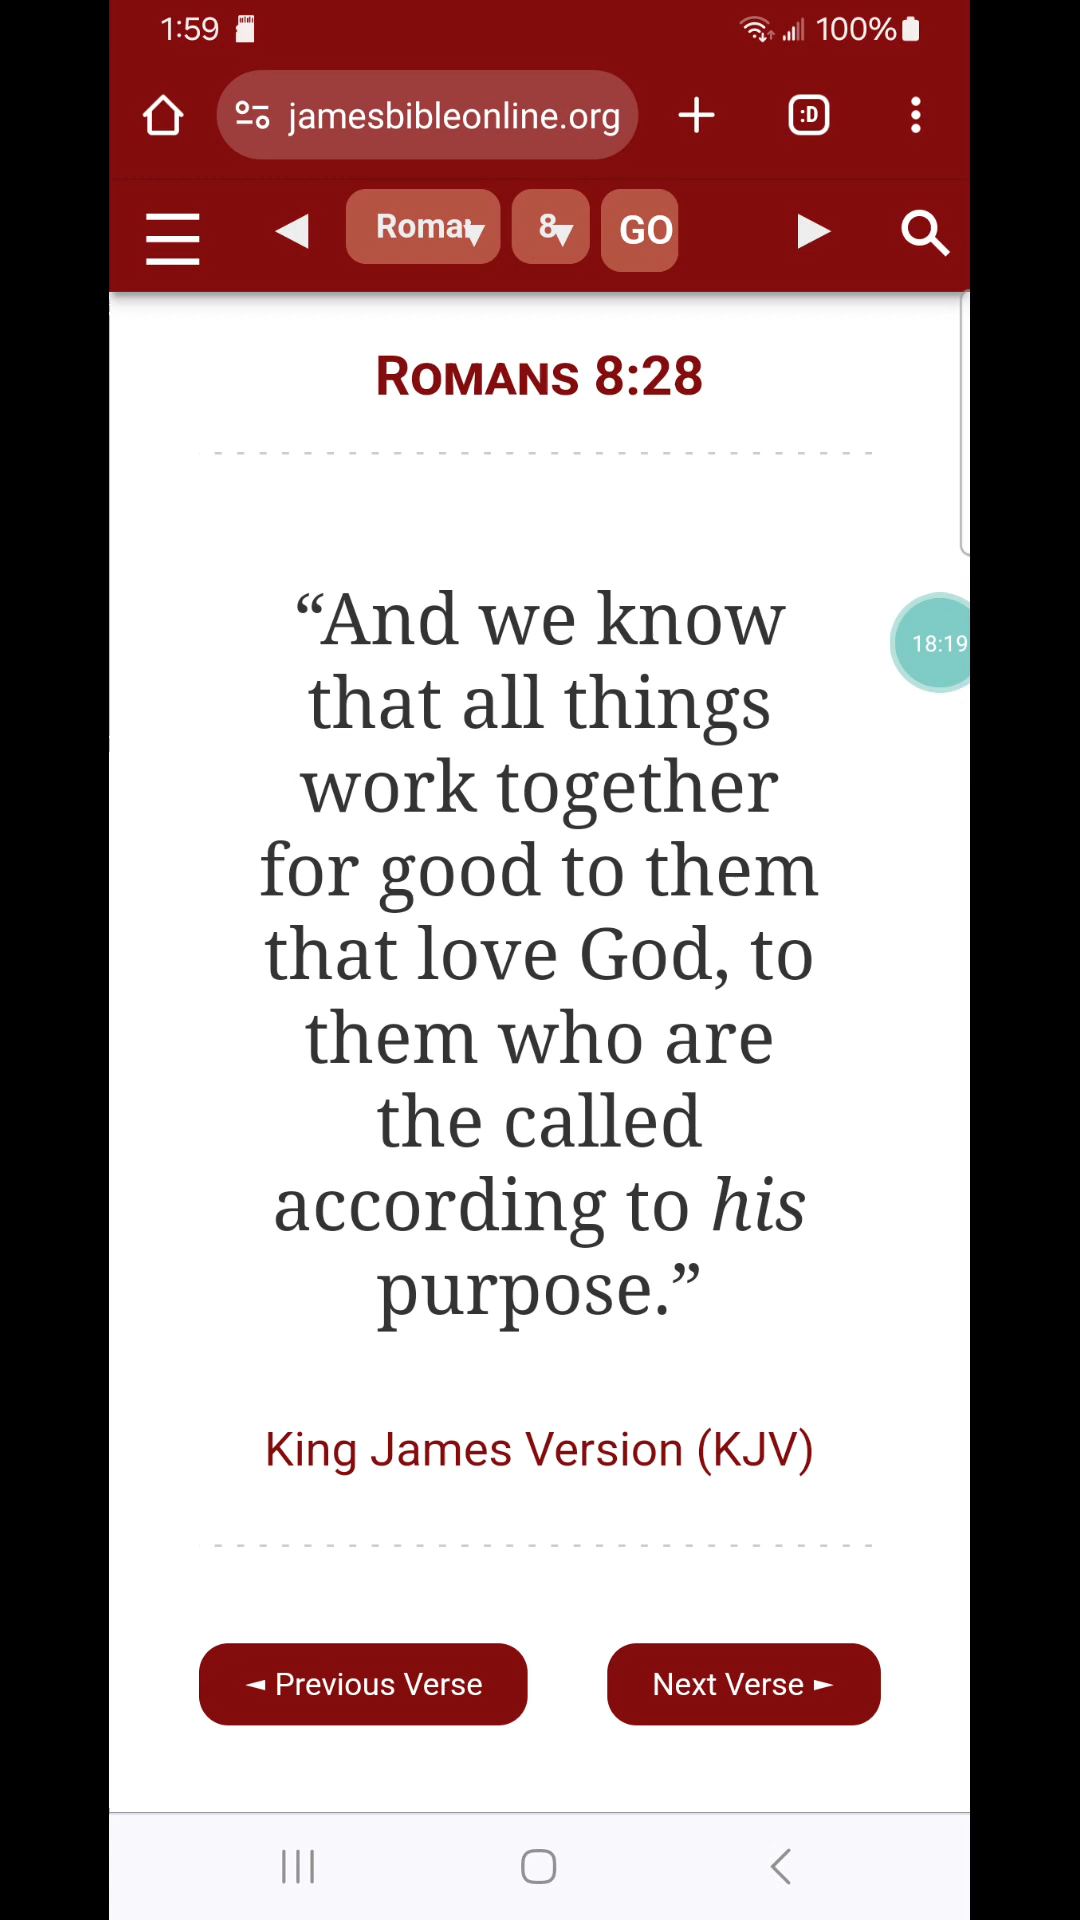 1:59 100%
jamesbibleonline.org :D
8 GO
ROMANS 8:28
“And we know
that all things
work together
for good to them
that love God, to
them who are
the called
according to his
purpose.”
18:19
King James Version (KJV)
◄ Previous Verse Next Verse ►